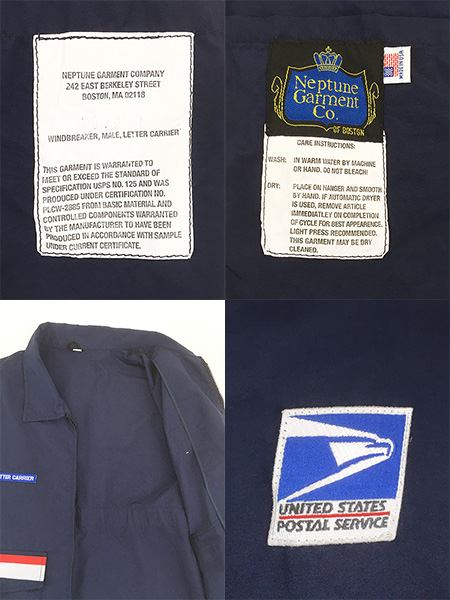 NEPTUNE GARMENT COMPANY
242 EAST BERKELEY STREET
BOSTON, MA 02118
WINDBREAKER, MALE, LETTER CARRIER
THIS GARMENT IS WARRANTED TO
MEET OR EXCEED THE STANDARD OF
SPECIFICATION USPS NO. 125 AND WAS
PRODUCED UNDER CERTIFICATION NO.
PLCW-2885 FROM BASIC MATERIAL AND
CONTROLLED COMPONENTS WARRANTED
BY THE MANUFACTURER TO HAVE BEEN
PRODUCED IN ACCORDANCE WITH SAMPLE
UNDER CURRENT CERTIFICATE.
Neptune
Garment
Co.
OF BOSTON
CARE INSTRUCTIONS:
WASH: IN WARM WATER BY MACHINE
OR HAND. DO NOT BLEACH!
DRY: PLACE ON HANGER AND SMOOTH
BY HAND. IF AUTOMATIC DRYER
IS USED, REMOVE ARTICLE
IMMEDIATLEY ON COMPLETION
OF CYCLE FOR BEST APPEARENCE.
LIGHT PRESS RECOMMENDED.
THIS GARMENT MAY BE DRY
CLEANED.
ETTER CARRIER
UNITED STATES
POSTAL SERVICE